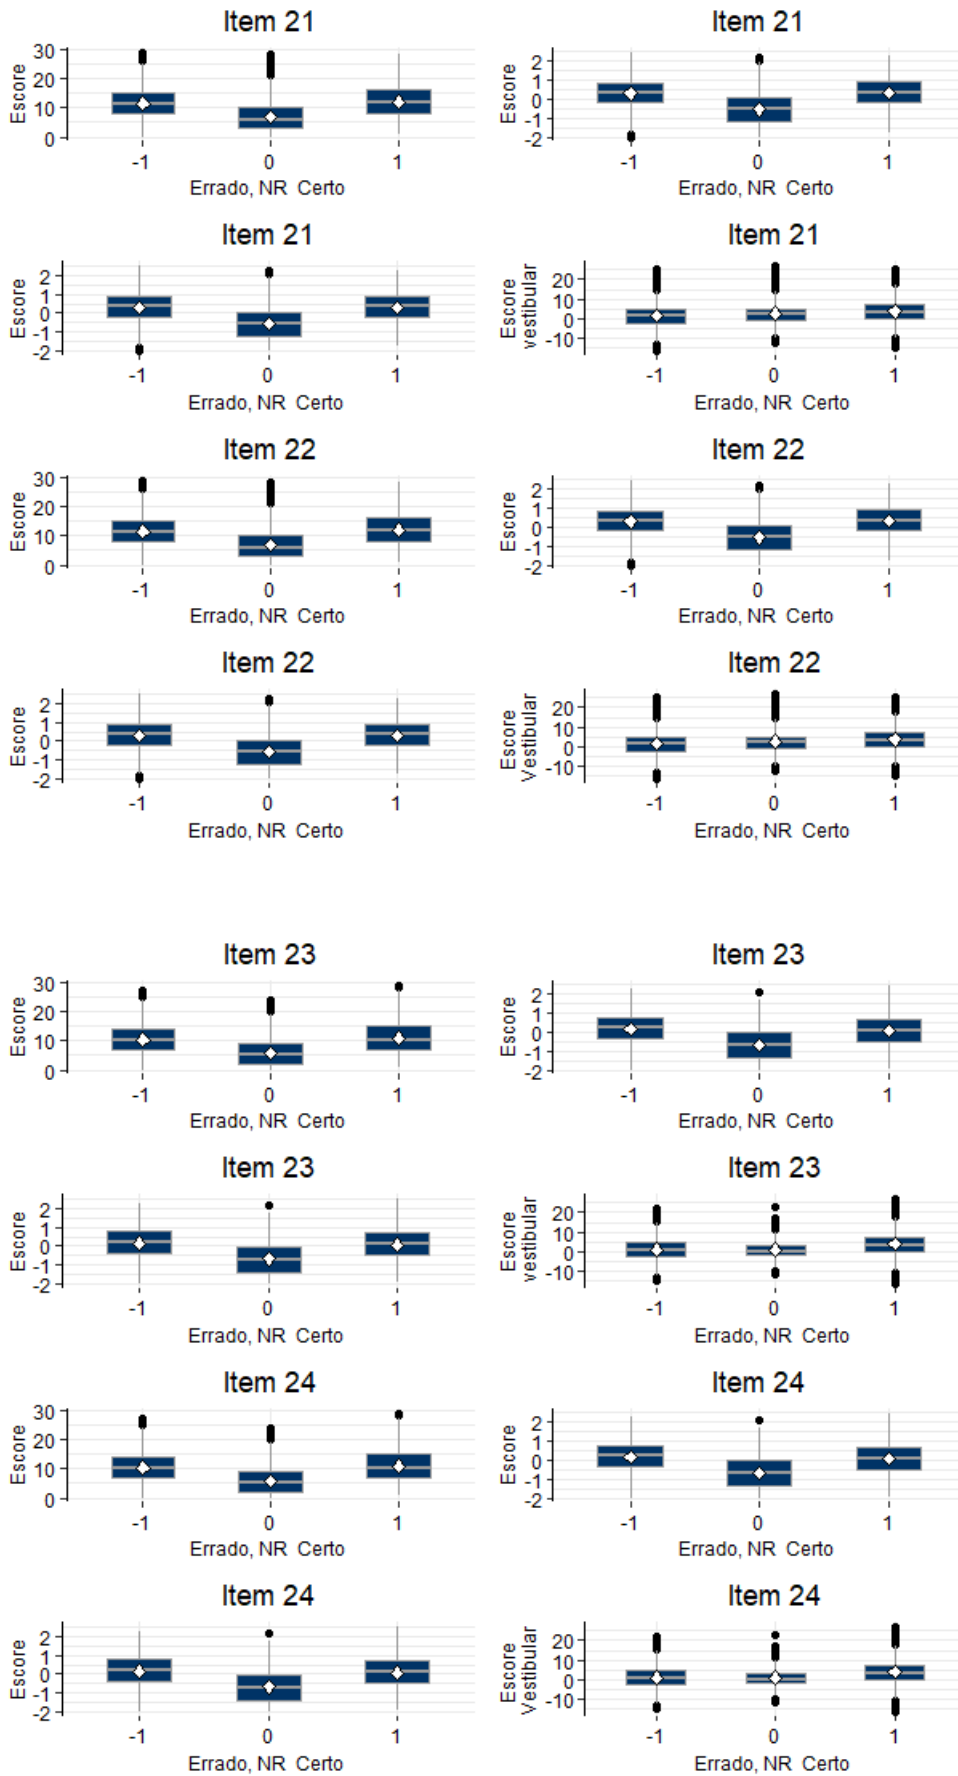 Item 21
Escore
30
20
10
0
-1 0 1
Errado, NR Certo
Item 21
Escore
2
1
0
-1
-2
-1 0 1
Errado, NR Certo
Item 21
Escore
2
1
0
-1
-2
-1 0 1
Errado, NR Certo
Item 21
Escore
vestibular
20
10
0
-10
-1 0 1
Errado, NR Certo
Item 22
Escore
30
20
10
0
-1 0 1
Errado, NR Certo
Item 22
Escore
2
1
0
-1
-2
-1 0 1
Errado, NR Certo
Item 22
Escore
2
1
0
-1
-2
-1 0 1
Errado, NR Certo
Item 22
Escore
Vestibular
20
10
0
-10
-1 0 1
Errado, NR Certo
Item 23
Escore
30
20
10
0
-1 0 1
Errado, NR Certo
Item 23
Escore
2
1
0
-1
-2
-1 0 1
Errado, NR Certo
Item 23
Escore
2
1
0
-1
-2
-1 0 1
Errado, NR Certo
Item 23
Escore
vestibular
20
10
0
-10
-1 0 1
Errado, NR Certo
Item 24
Escore
30
20
10
0
-1 0 1
Errado, NR Certo
Item 24
Escore
2
1
0
-1
-2
-1 0 1
Errado, NR Certo
Item 24
Escore
2
1
0
-1
-2
-1 0 1
Errado, NR Certo
Item 24
Escore
Vestibular
20
10
0
-10
-1 0 1
Errado, NR Certo